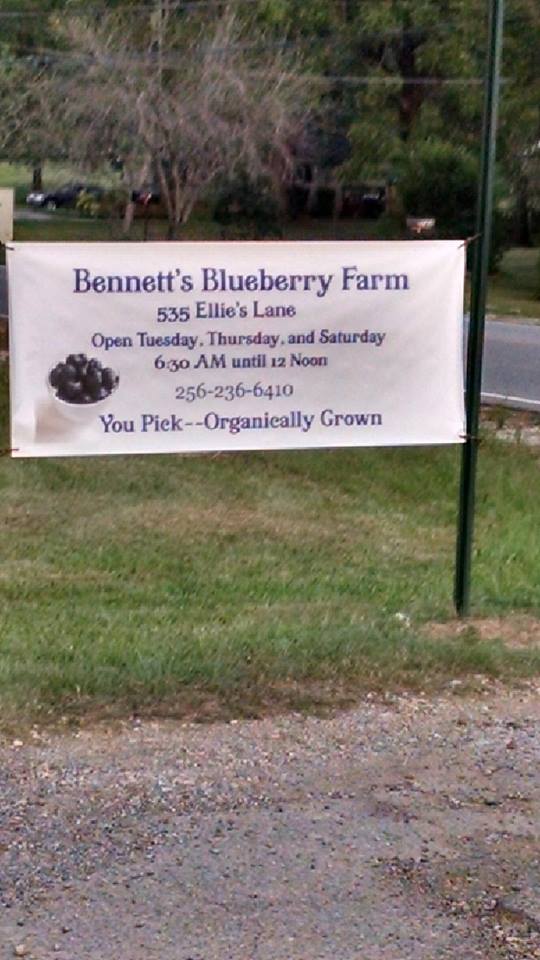 Bennett's Blueberry Farm
535 Ellie's Lane
Open Tuesday, Thursday, and Saturday
6:30 AM until 12 Noon
256-236-6410
You Pick--Organically Grown